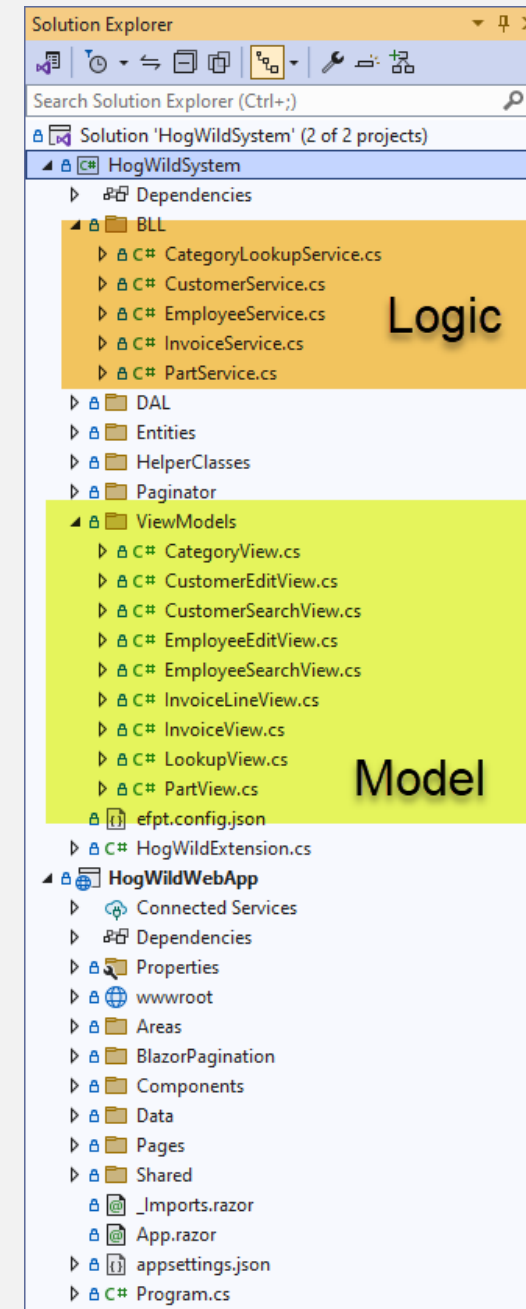 Solution Explorer
Search Solution Explorer (Ctrl+;)
Solution 'HogWildSystem' (2 of 2 projects)
C# HogWildSystem
Dependencies
BLL
C# CategoryLookupService.cs
C# CustomerService.cs
C# EmployeeService.cs
Logic
C# InvoiceService.cs
C# PartService.cs
DAL
Entities
HelperClasses
Paginator
ViewModels
C# CategoryView.cs
C# CustomerEditView.cs
C# CustomerSearchView.cs
C# EmployeeEditView.cs
C# EmployeeSearchView.cs
C# InvoiceLineView.cs
C# InvoiceView.cs
C# LookupView.cs
Model
C# PartView.cs
efpt.config.json
C# HogWildExtension.cs
HogWildWebApp
Connected Services
Dependencies
Properties
wwwroot
Areas
BlazorPagination
Components
Data
Pages
Shared
_Imports.razor
App.razor
appsettings.json
C# Program.cs